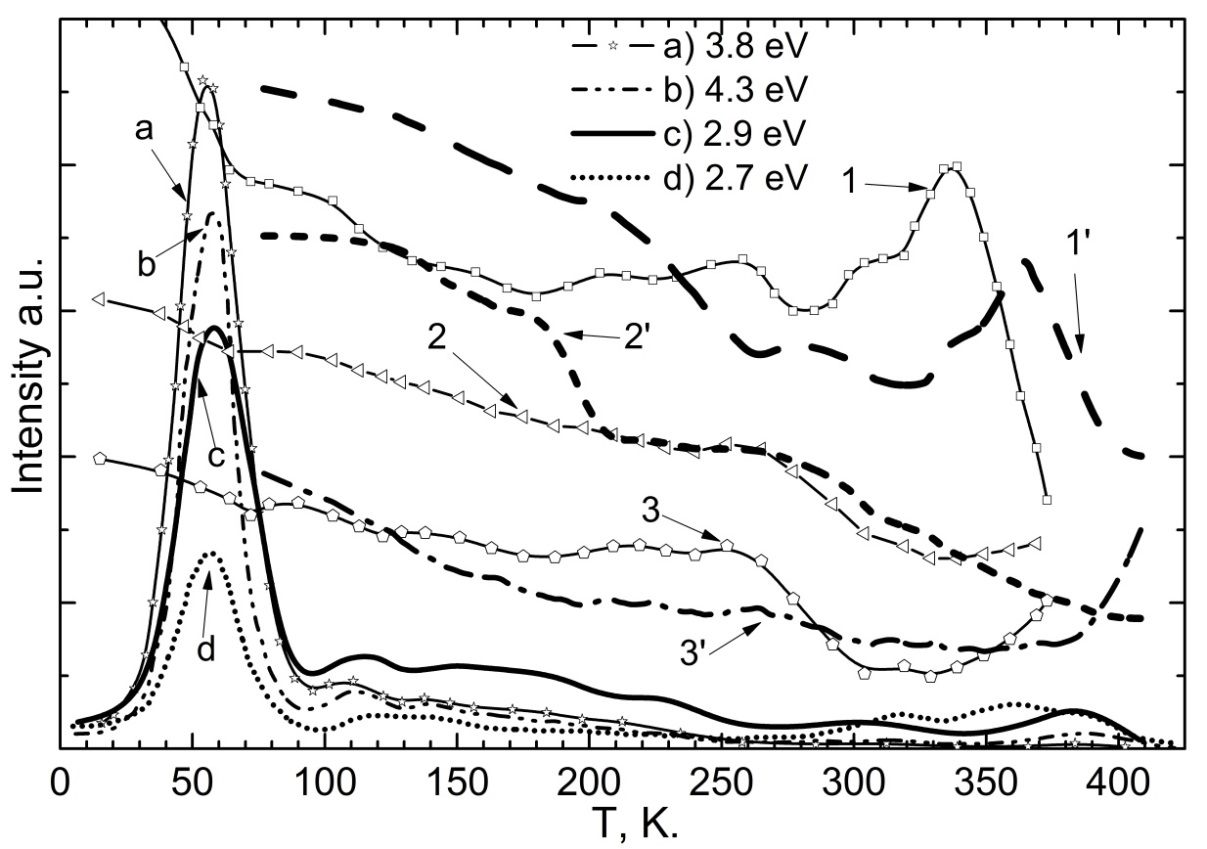 a) 3.8 eV
b) 4.3 eV
c) 2.9 eV
d) 2.7 eV
a
1
1'
b
2
2'
c
3
d
3'
Intensity a.u.
0 50 100 150 200 250 300 350 400
T, K.